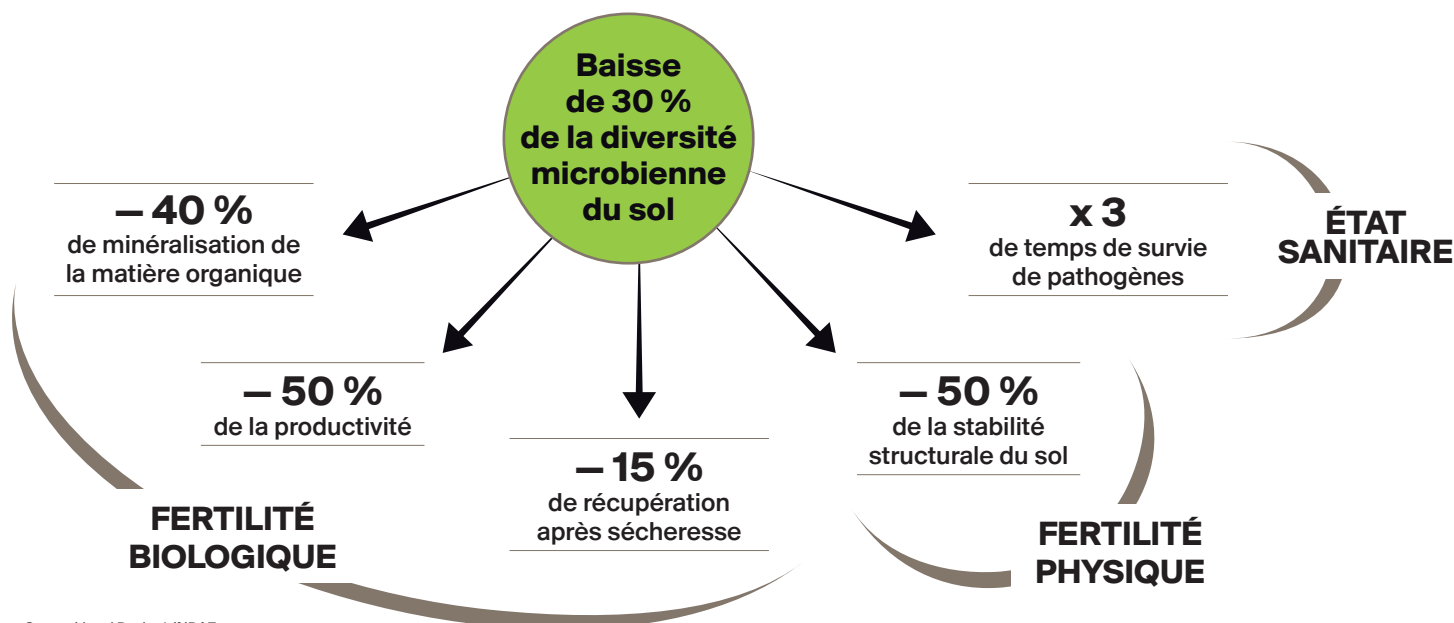 Baisse
de 30 %
de la diversité
microbienne
du sol
– 40 %
de minéralisation de
la matière organique
x 3
de temps de survie
de pathogènes
ÉTAT
SANITAIRE
– 50 %
de la productivité
– 15 %
de récupération
après sécheresse
– 50 %
de la stabilité
structurale du sol
FERTILITÉ
BIOLOGIQUE
FERTILITÉ
PHYSIQUE